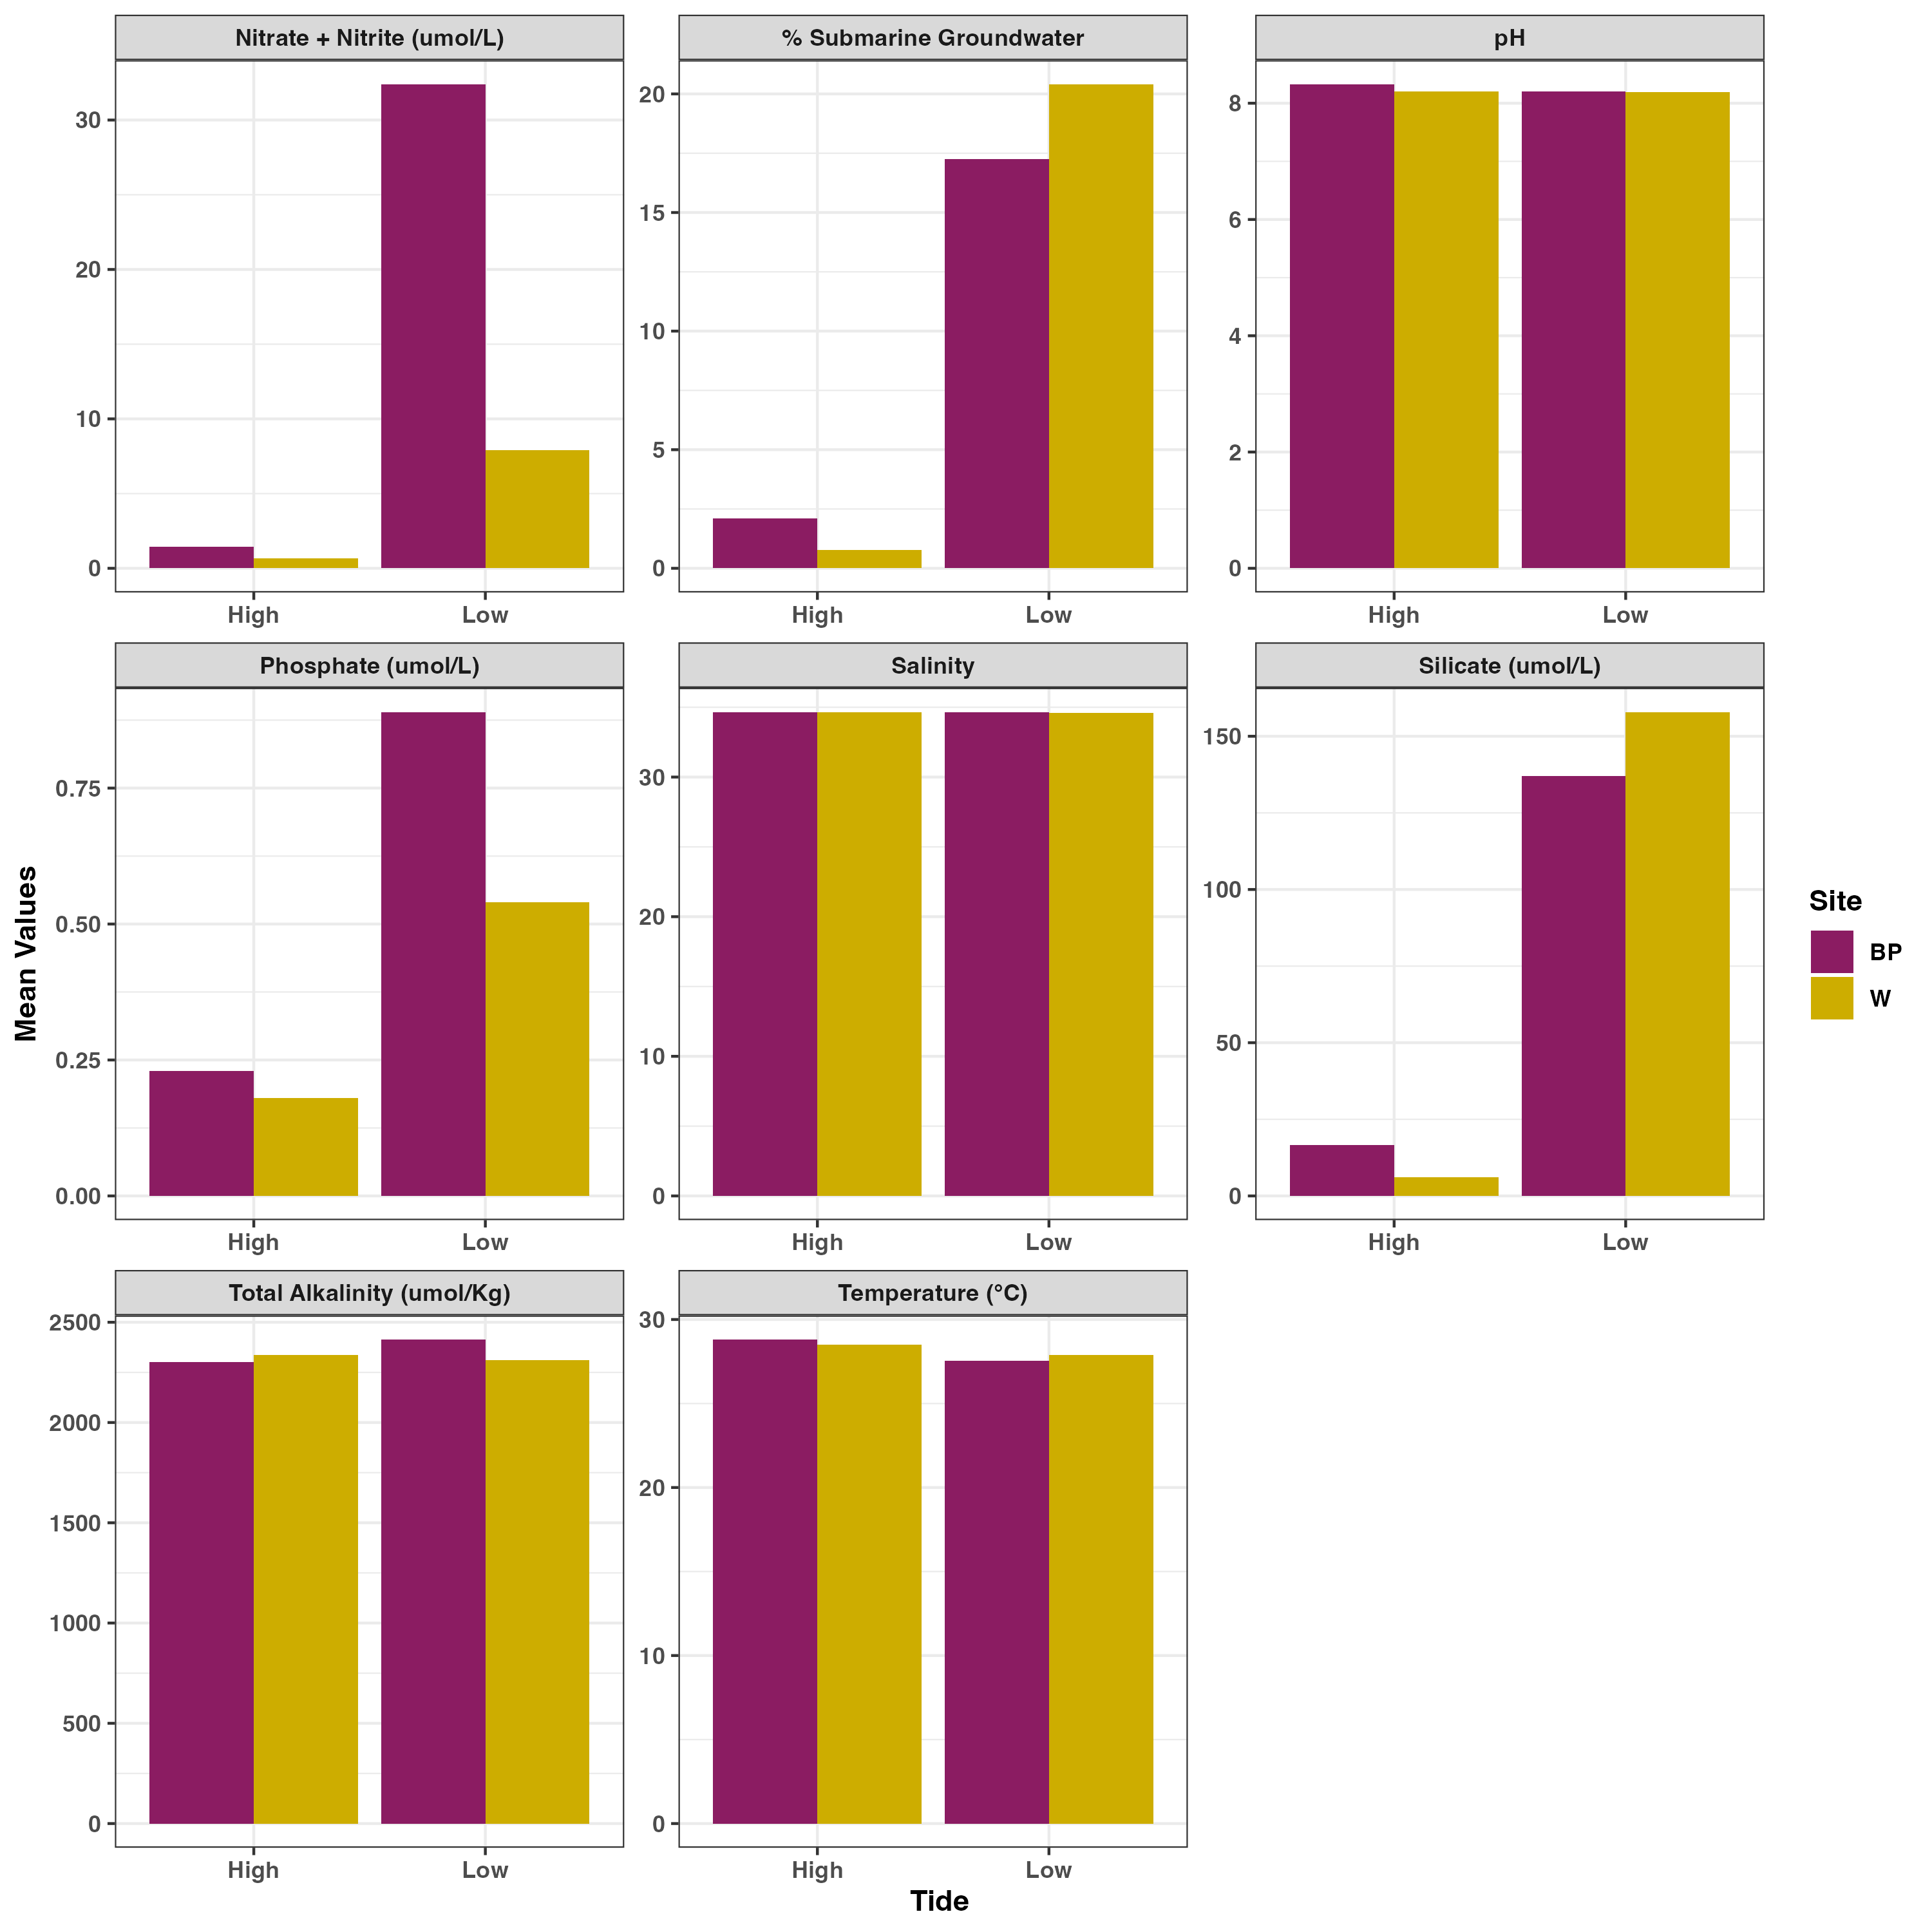 Nitrate + Nitrite (umol/L)
% Submarine Groundwater
pH
30
20
10
0
High
Low
20
15
10
5
0
High
Low
8
6
4
2
0
High
Low
Phosphate (umol/L)
Salinity
Silicate (umol/L)
0.75
0.50
0.25
0.00
High
Low
30
20
10
0
High
Low
150
100
50
0
High
Low
Total Alkalinity (umol/Kg)
Temperature (°C)
2500
2000
1500
1000
500
0
High
Low
30
20
10
0
High
Low
Mean Values
Tide
Site
BP
W